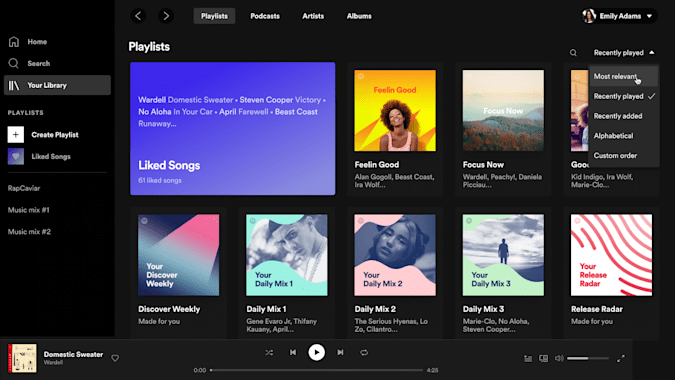 Playlists
Podcasts
Artists
Albums
Emily Adams
Home
Search
Your Library
PLAYLISTS
Create Playlist
Liked Songs
RapCaviar
Music mix #1
Music mix #2
Playlists
Recently played
Most relevant
Recently played
Recently added
Alphabetical
Custom order
Wardell Domestic Sweater • Steven Cooper Victory •
No Aloha In Your Car • April Farewell • Beast Coast
Runaway...
Liked Songs
61 liked songs
Feelin Good
Feelin Good
Alan Gogoll, Beast Coast,
Ira Wolf...
Focus Now
Focus Now
Wardell, Peachy!, Daniela
Picciau...
Goo
Kid Indigo, Ira Wolf,
Marie-Clo...
Your
Discover
Weekly
Discover Weekly
Made for you
Your
Daily Mix 1
Daily Mix 1
Gene Evaro Jr, Thifany
Kauany, April...
Your
Daily Mix 2
Daily Mix 2
The Serious Hyenas, Lo
Zo, Cilantro...
Your
Daily Mix 3
Daily Mix 3
Marie-Clo, No Aloha,
Steven Cooper...
Your
Release
Radar
Release Radar
Made for you
Domestic Sweater
Wardell
0:00
4:25